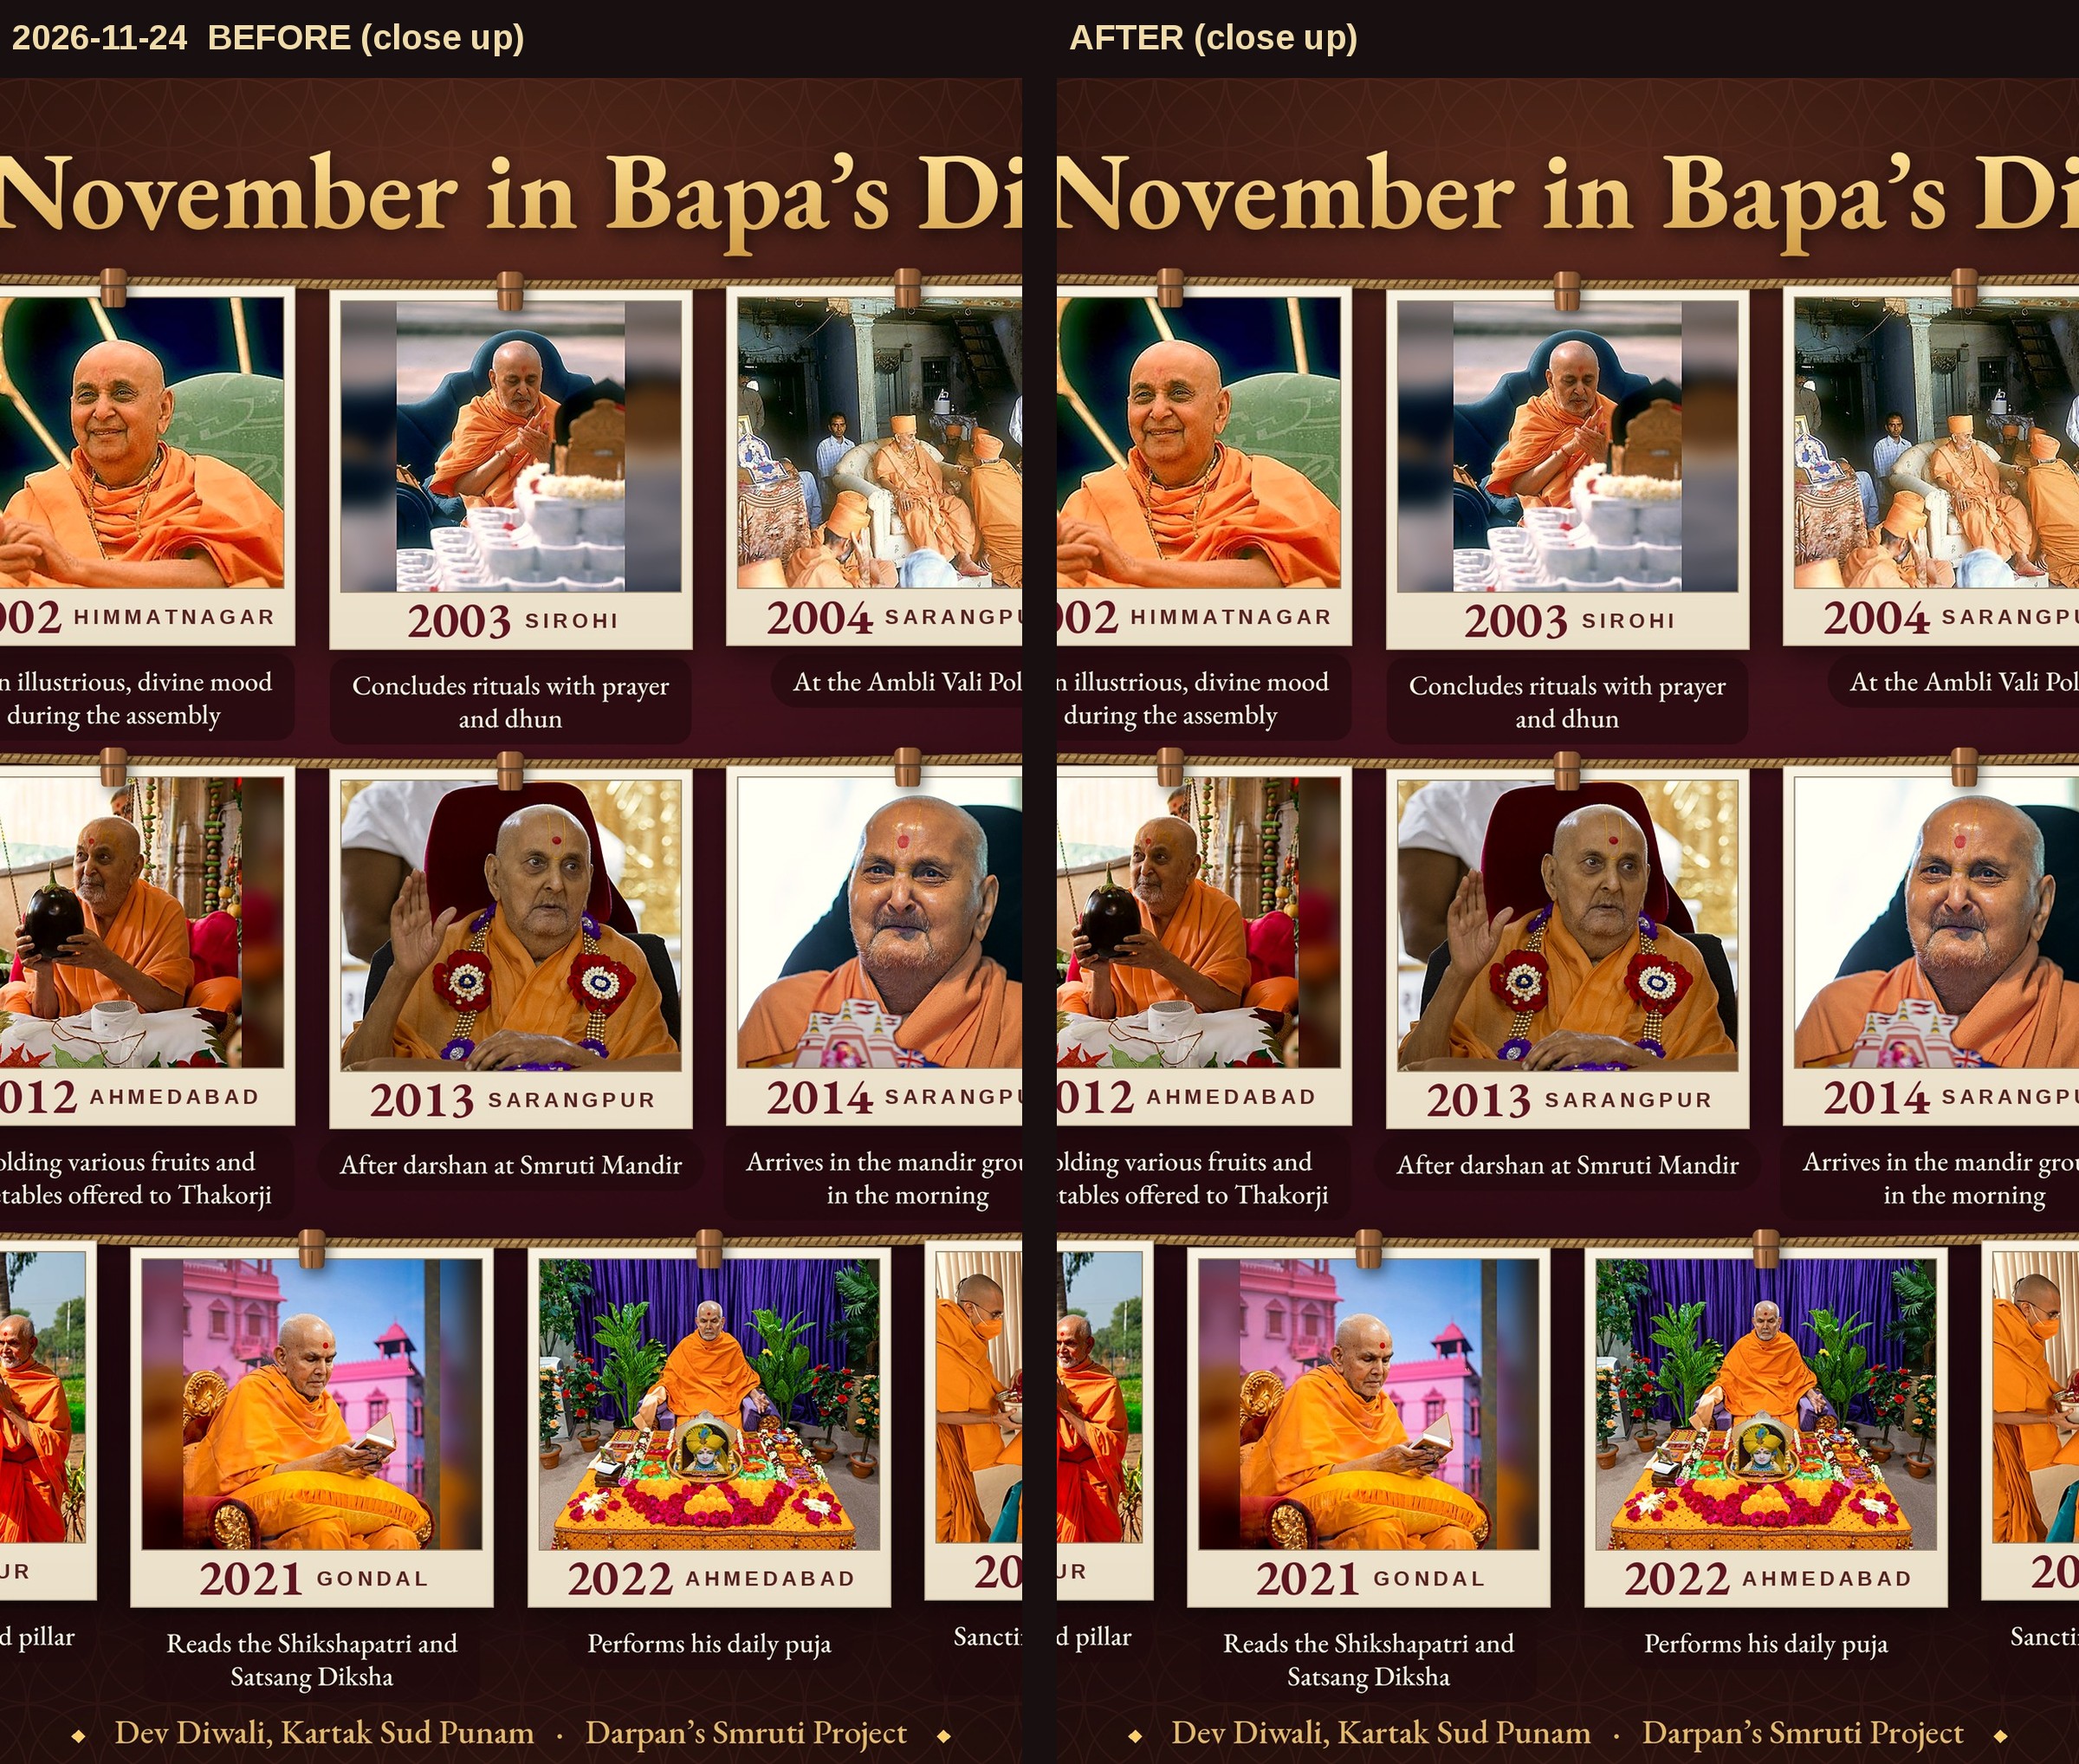 2026-11-24 BEFORE (close up)
AFTER (close up)
November in Bapa’s Di
002 HIMMATNAGAR
2003 SIROHI
2004 SARANGPU
n illustrious, divine mood
during the assembly
Concludes rituals with prayer
and dhun
At the Ambli Vali Pol
012 AHMEDABAD
2013 SARANGPUR
2014 SARANGPU
olding various fruits and
etables offered to Thakorji
After darshan at Smruti Mandir
Arrives in the mandir grou
in the morning
UR
2021 GONDAL
2022 AHMEDABAD
20
d pillar
Reads the Shikshapatri and
Satsang Diksha
Performs his daily puja
Sancti
Dev Diwali, Kartak Sud Punam · Darpan’s Smruti Project
November in Bapa’s Di
002 HIMMATNAGAR
2003 SIROHI
2004 SARANGPU
n illustrious, divine mood
during the assembly
Concludes rituals with prayer
and dhun
At the Ambli Vali Pol
012 AHMEDABAD
2013 SARANGPUR
2014 SARANGPU
olding various fruits and
etables offered to Thakorji
After darshan at Smruti Mandir
Arrives in the mandir grou
in the morning
UR
2021 GONDAL
2022 AHMEDABAD
20
d pillar
Reads the Shikshapatri and
Satsang Diksha
Performs his daily puja
Sancti
Dev Diwali, Kartak Sud Punam · Darpan’s Smruti Project